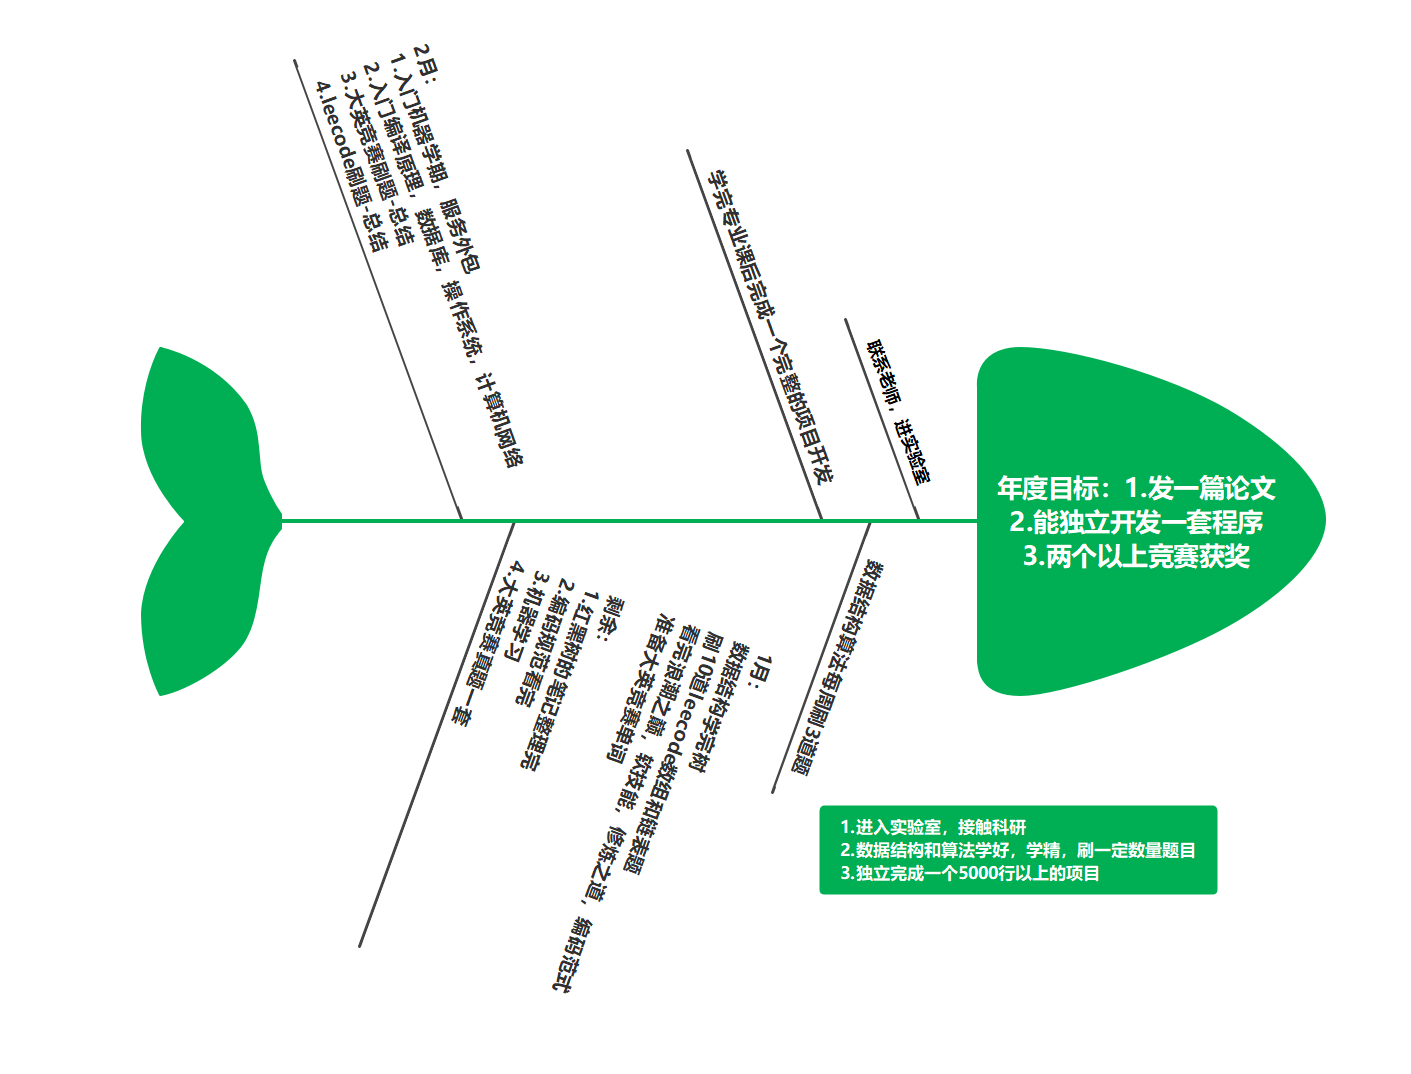 2月：
1.入门机器学期，服务外包
2.入门编译原理，数据库，操作系统，计算机网络
3.大英竞赛刷题-总结
4.leecode刷题-总结
学完专业课后完成一个完整的项目开发
联系老师，进实验室
年度目标：1.发一篇论文
2.能独立开发一套程序
3.两个以上竞赛获奖
剩余：
1.红黑树的笔记整理完
2.编码规范看完
3.机器学习
4.大英竞赛真题一套
1月：
数据结构学完树
刷10道leecode数组和链表题
看完浪潮之巅，软技能，修炼之道，编码范式
准备大英竞赛单词
数据结构算法每周刷3道题
1.进入实验室，接触科研
2.数据结构和算法学好，学精，刷一定数量题目
3.独立完成一个5000行以上的项目